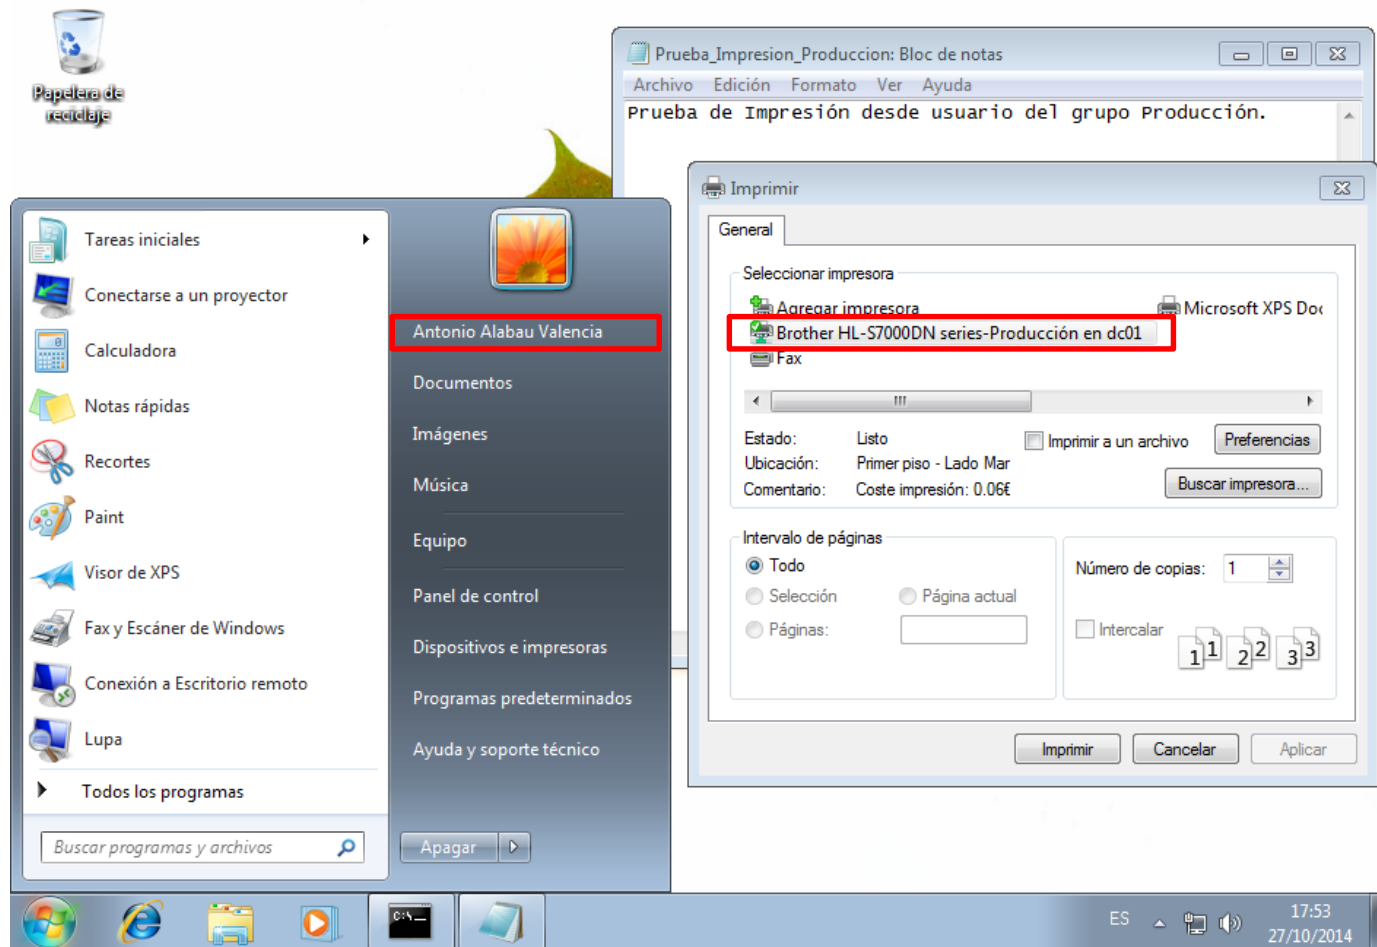 Papelera de
reciclaje
Prueba_Impresion_Produccion: Bloc de notas
Archivo Edición Formato Ver Ayuda
Prueba de Impresión desde usuario del grupo Producción.
Imprimir
General
Seleccionar impresora
Agregar impresora
Microsoft XPS Doc
Brother HL-S7000DN series-Producción en dc01
Fax
Estado: Listo
Imprimir a un archivo
Preferencias
Ubicación: Primer piso - Lado Mar
Comentario: Coste impresión: 0.06€
Buscar impresora...
Intervalo de páginas
Todo
Selección
Página actual
Páginas:
Número de copias: 1
Intercalar
1 1 2 2 3 3
Imprimir
Cancelar
Aplicar
Tareas iniciales
Conectarse a un proyector
Calculadora
Notas rápidas
Recortes
Paint
Visor de XPS
Fax y Escáner de Windows
Conexión a Escritorio remoto
Lupa
Todos los programas
Buscar programas y archivos
Antonio Alabau Valencia
Documentos
Imágenes
Música
Equipo
Panel de control
Dispositivos e impresoras
Programas predeterminados
Ayuda y soporte técnico
Apagar
C:\_
ES
17:53
27/10/2014